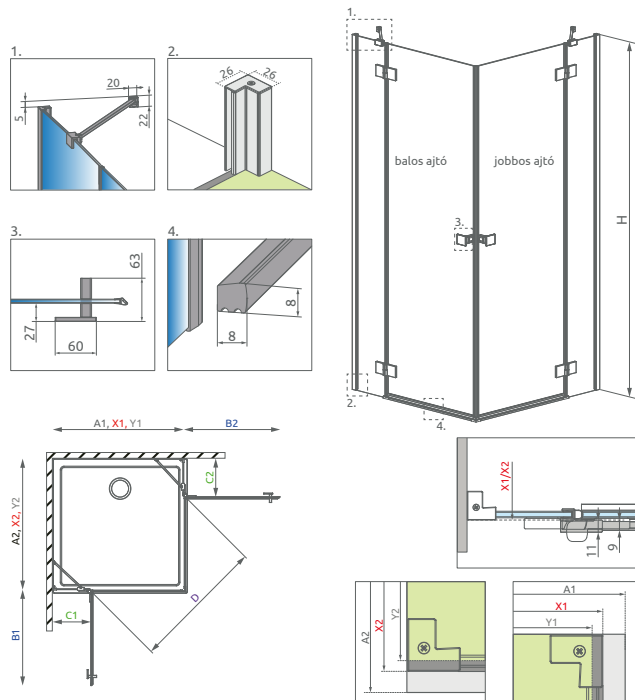 1.
20
5
22
2.
26 26
3.
63
27
60
4.
8
8
1.
balos ajtó
jobbos ajtó
3.
H
2.
4.
A1, X1, Y1
B2
A2, X2, Y2
C2
D
C1
B1
X1/X2
11
9
A2
X2
Y2
A1
X1
Y1